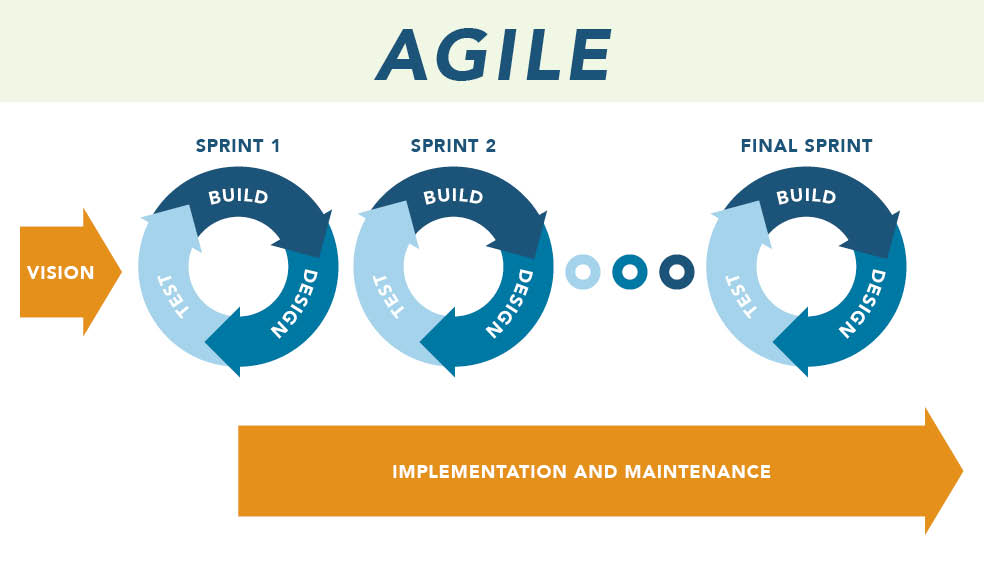 AGILE
SPRINT 1
SPRINT 2
FINAL SPRINT
VISION
BUILD
DESIGN
TEST
BUILD
DESIGN
TEST
BUILD
DESIGN
TEST
IMPLEMENTATION AND MAINTENANCE